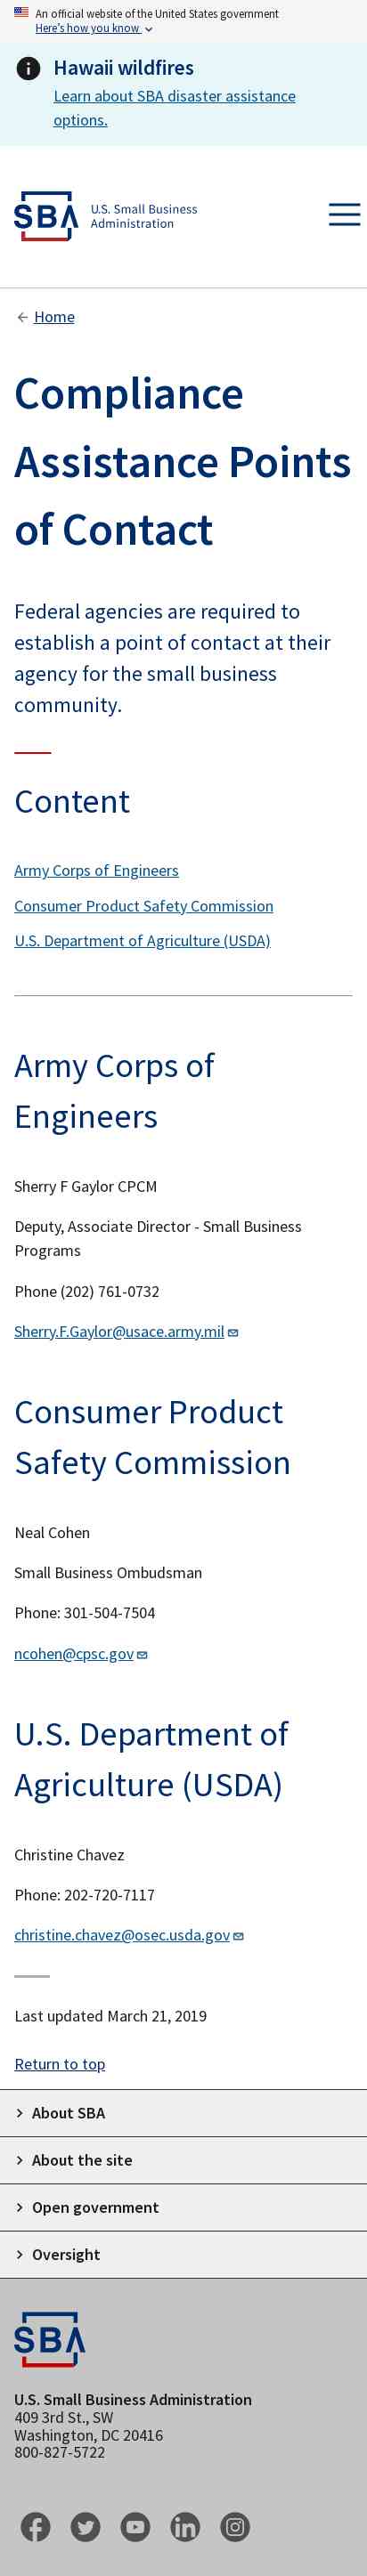 An official website of the United States government
Here’s how you know
Hawaii wildfires
Learn about SBA disaster assistance
options.
SBA
U.S. Small Business
Administration
Home
Compliance
Assistance Points
of Contact
Federal agencies are required to
establish a point of contact at their
agency for the small business
community.
Content
Army Corps of Engineers
Consumer Product Safety Commission
U.S. Department of Agriculture (USDA)
Army Corps of
Engineers
Sherry F Gaylor CPCM
Deputy, Associate Director - Small Business
Programs
Phone (202) 761-0732
Sherry.F.Gaylor@usace.army.mil
Consumer Product
Safety Commission
Neal Cohen
Small Business Ombudsman
Phone: 301-504-7504
ncohen@cpsc.gov
U.S. Department of
Agriculture (USDA)
Christine Chavez
Phone: 202-720-7117
christine.chavez@osec.usda.gov
Last updated March 21, 2019
Return to top
About SBA
About the site
Open government
Oversight
SBA
U.S. Small Business Administration
409 3rd St., SW
Washington, DC 20416
800-827-5722